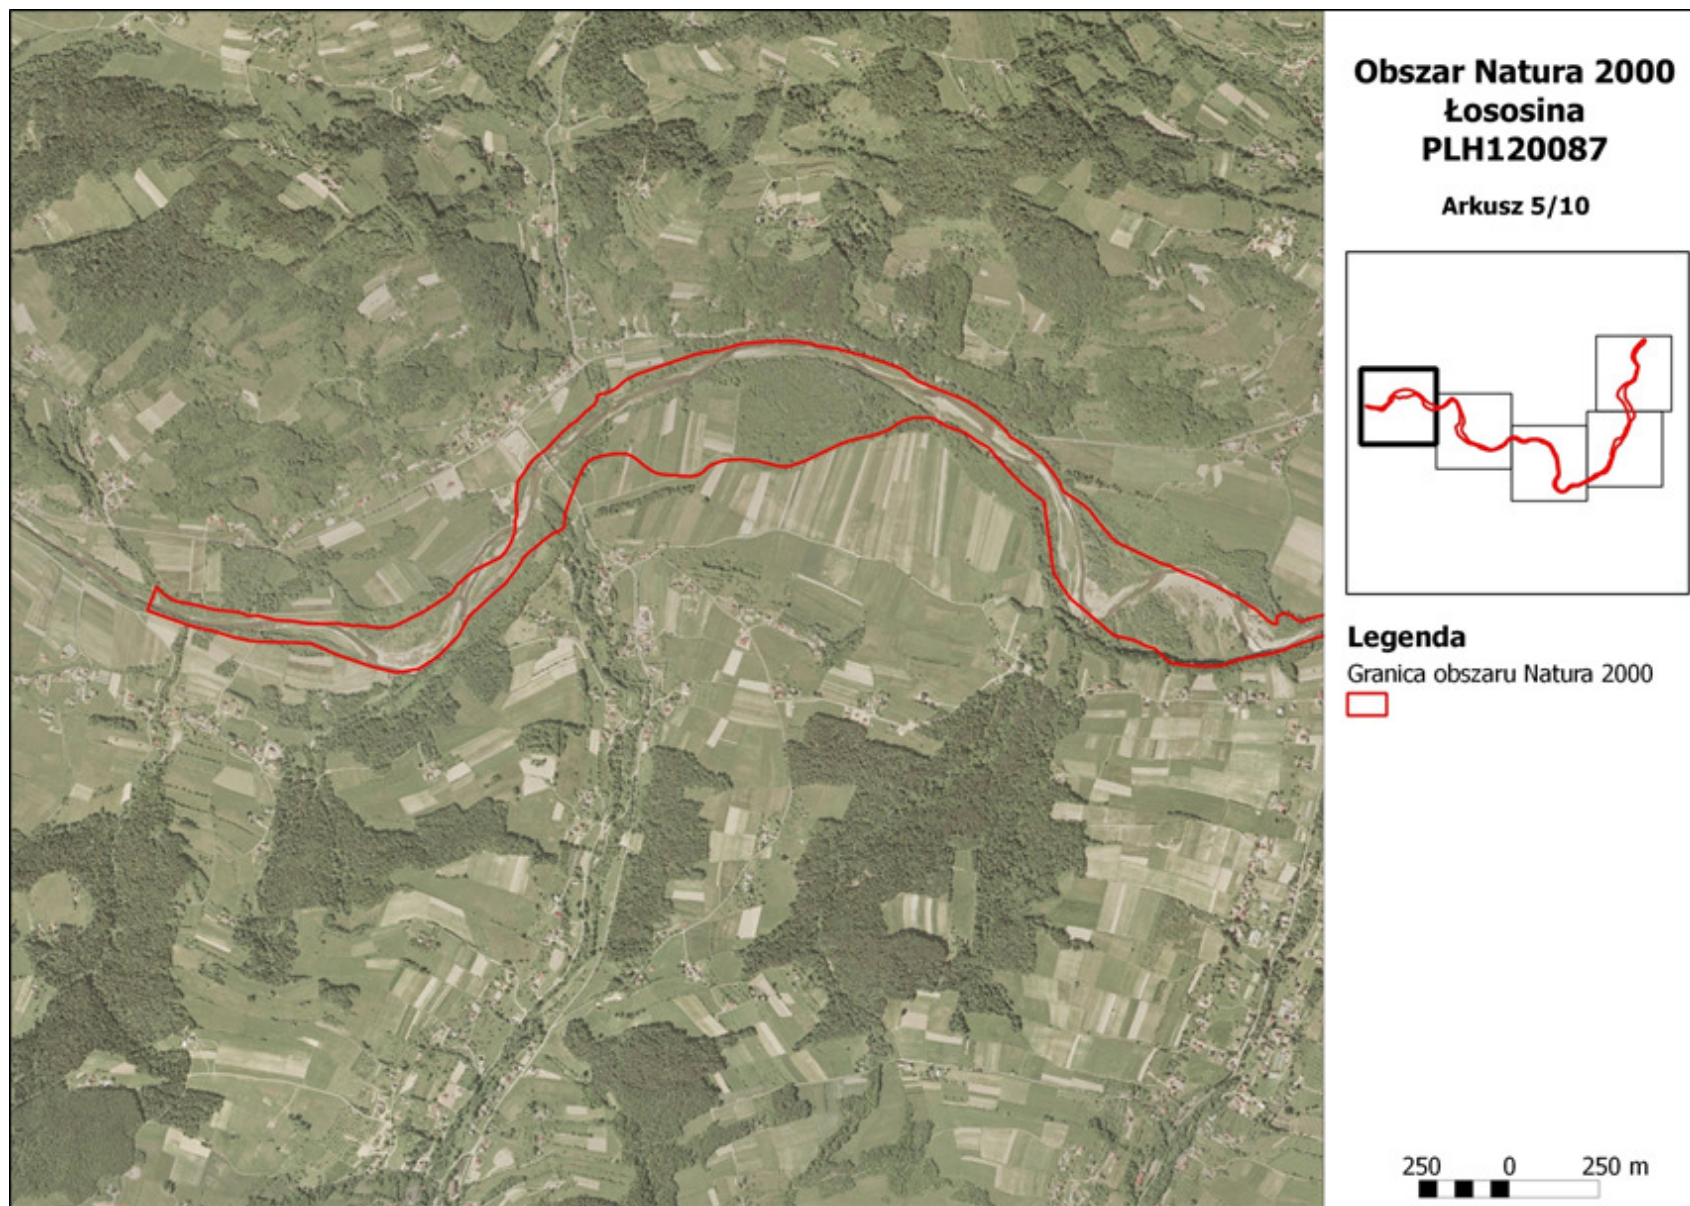 Obszar Natura 2000
Łososina
PLH120087
Arkusz 5/10
Legenda
Granica obszaru Natura 2000
250 0 250 m